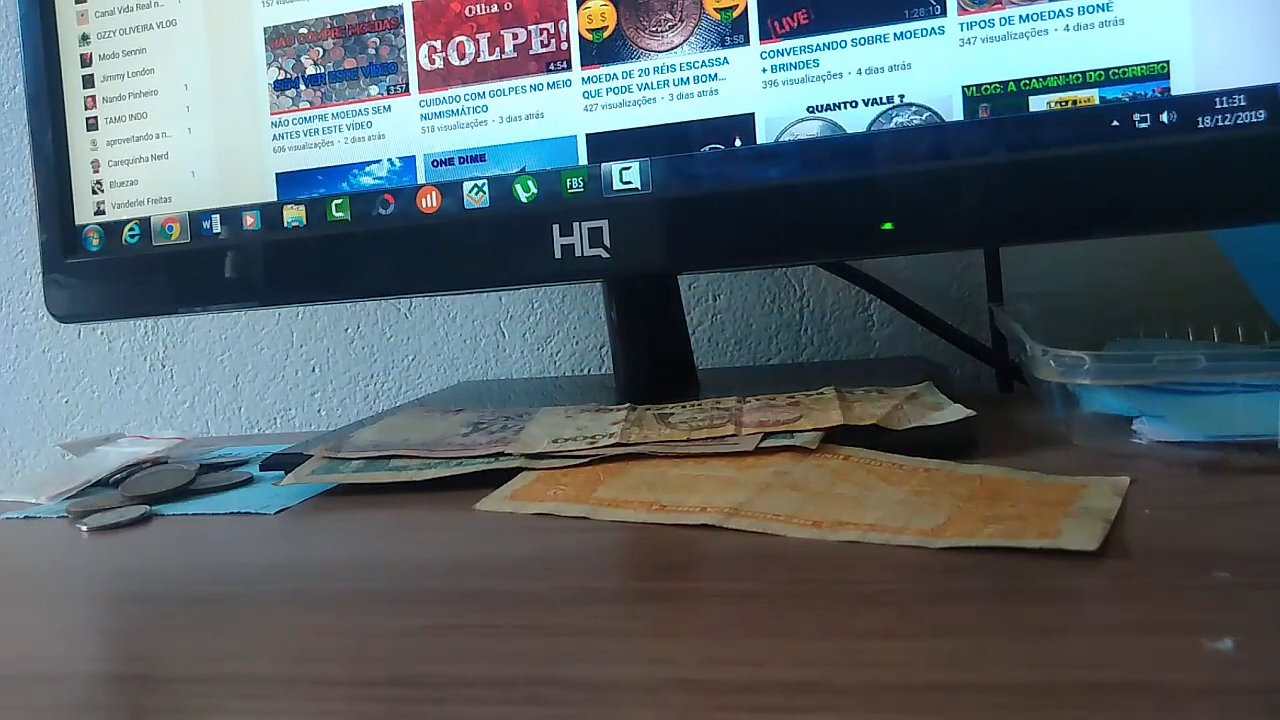 Canal Vida Real n...
OZZY OLIVEIRA VLOG
Modo Sennin
Jimmy London
Nando Pinheiro 1
TAMO INDO 1
aproveitando a n... 1
Carequinha Nerd
Bluezao 1
Vanderlei Freitas
NÃO COMPRE MOEDAS
SEM VER ESTE VÍDEO
3:57
NÃO COMPRE MOEDAS SEM
ANTES VER ESTE VÍDEO
606 visualizações • 2 dias atrás
Olha o
GOLPE!
4:54
CUIDADO COM GOLPES NO MEIO
NUMISMÁTICO
518 visualizações • 3 dias atrás
3:58
MOEDA DE 20 RÉIS ESCASSA
QUE PODE VALER UM BOM...
427 visualizações • 3 dias atrás
LIVE
1:28:10
CONVERSANDO SOBRE MOEDAS
+ BRINDES
396 visualizações • 4 dias atrás
TIPOS DE MOEDAS BONÉ
347 visualizações • 4 dias atrás
ONE DIME
QUANTO VALE ?
VLOG: A CAMINHO DO CORREIO
FBS
11:31
18/12/2019
HQ
1000